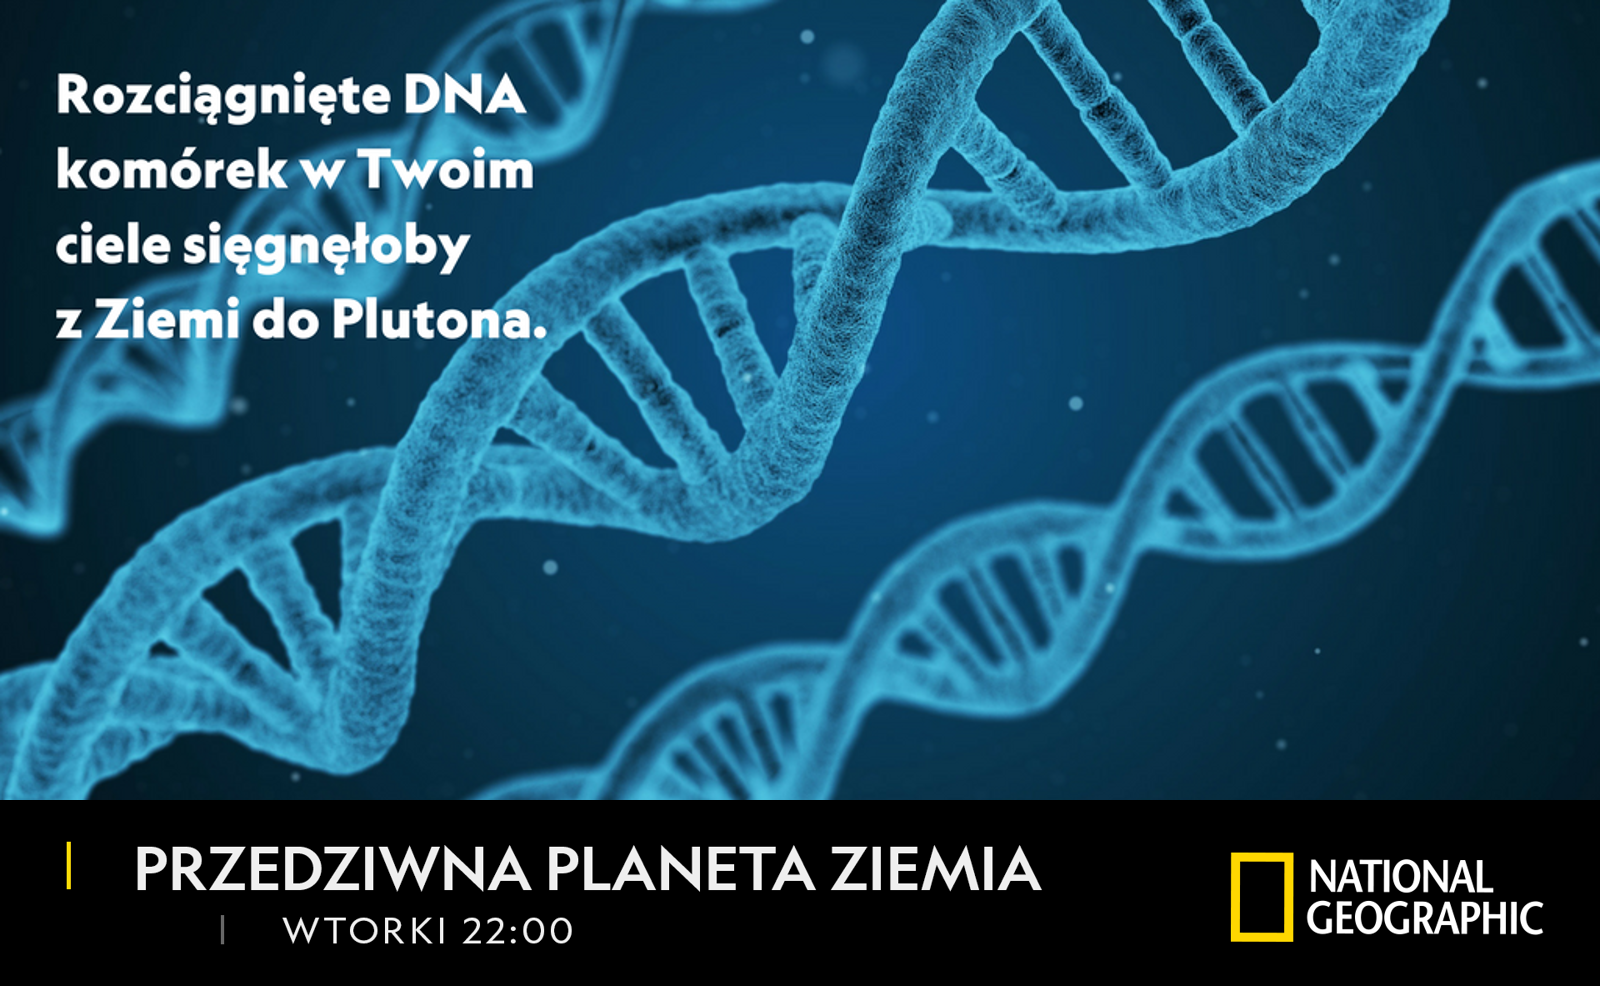 Rozciągnięte DNA
komórek w Twoim
ciele sięgnęłoby
z Ziemi do Plutona.
PRZEDZIWNA PLANETA ZIEMIA
WTORKI 22:00
NATIONAL
GEOGRAPHIC